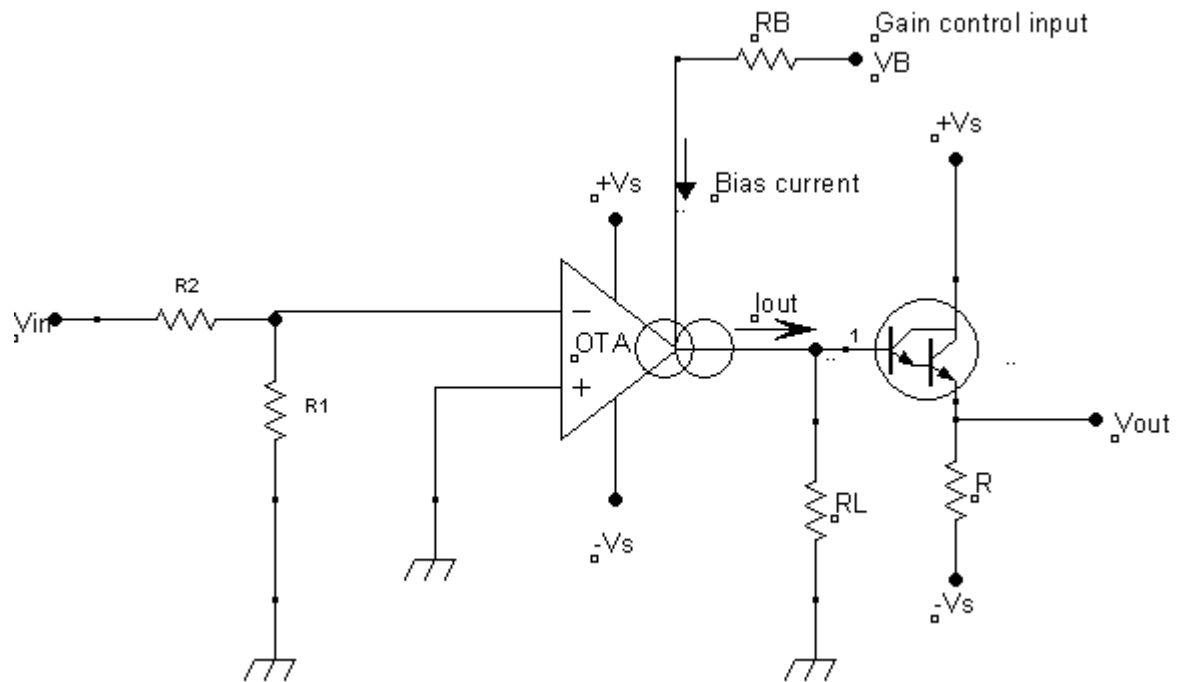 RB
Gain control input
VB
+Vs
+Vs
Bias current
R2
Vin
Iout
−
OTA
1
+
R1
Vout
RL
R
-Vs
-Vs